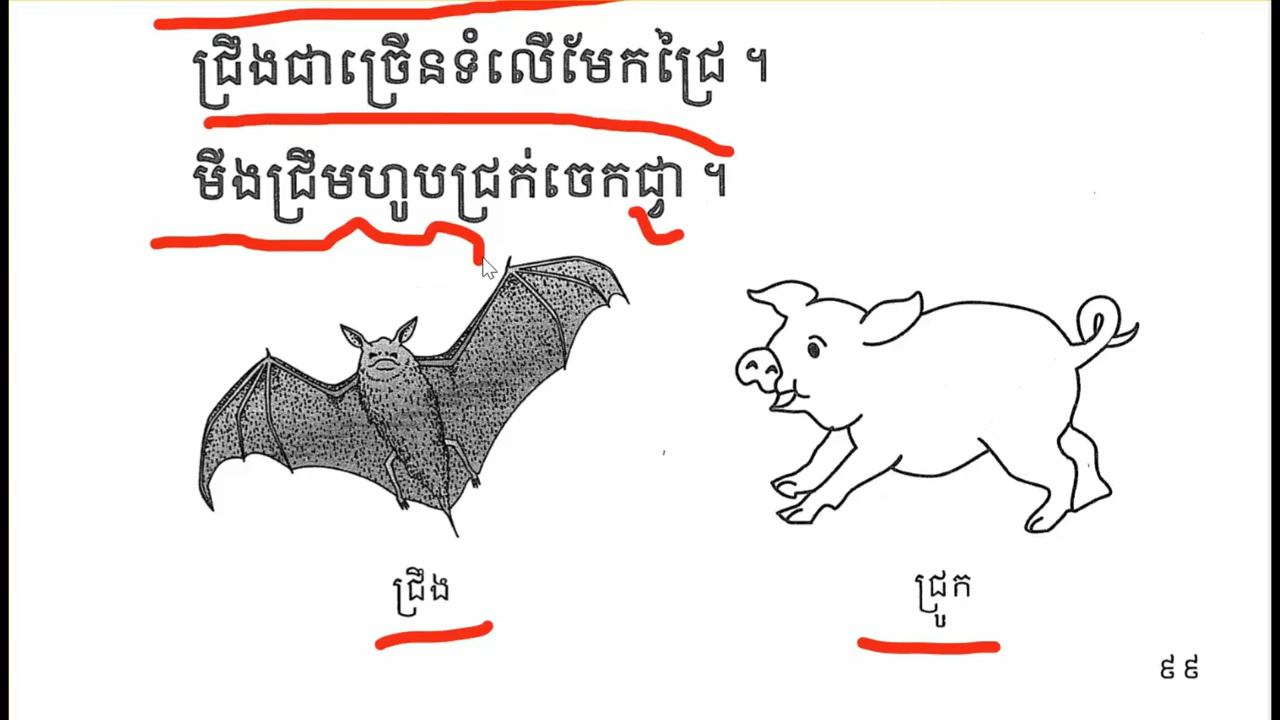 ជ្រឹងជាច្រើនទំលើមែកជ្រៃ ។
មីងជ្រឹមហូបជ្រក់ចេកជ្វា ។
ជ្រឹង
ជ្រូក
៩៩